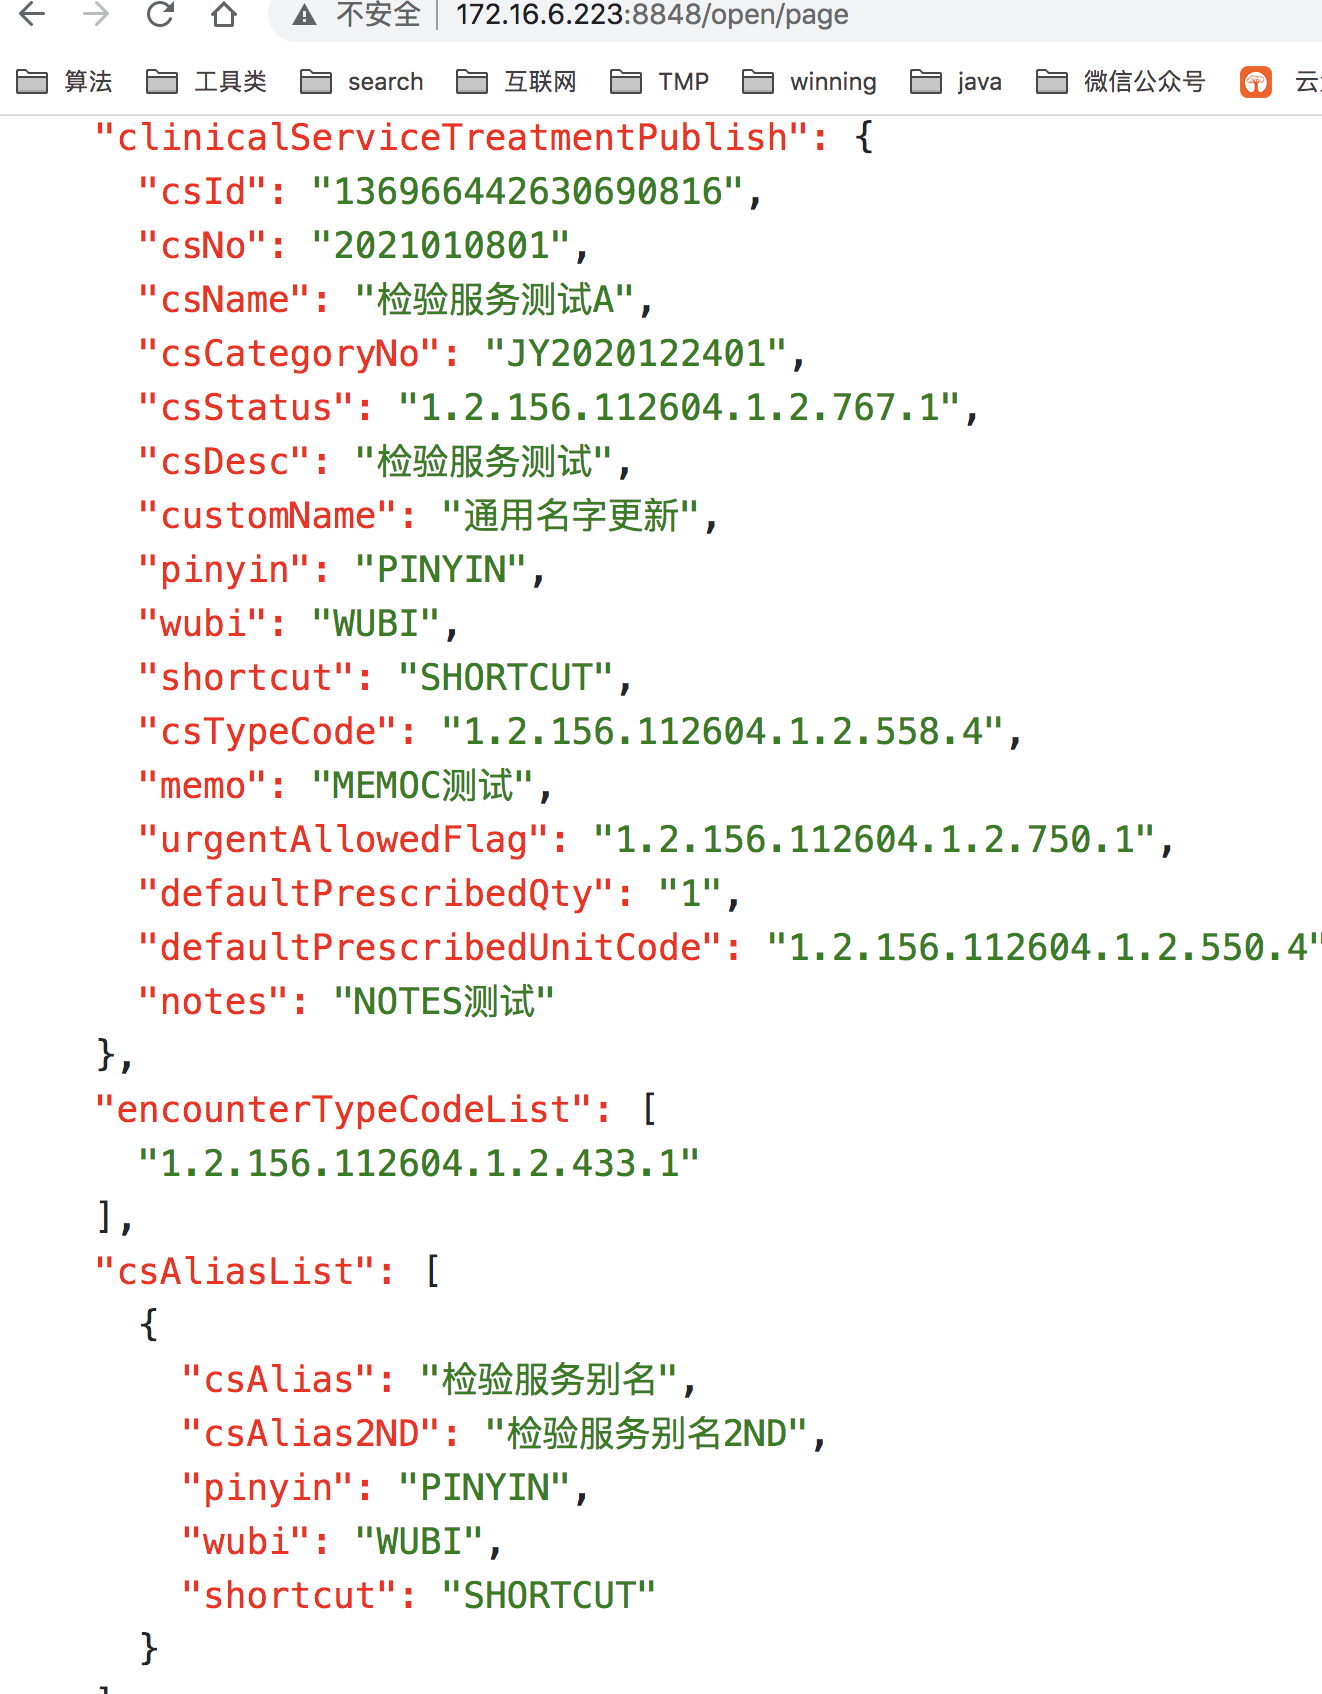 不安全 172.16.6.223:8848/open/page
算法 工具类 search 互联网 TMP winning java 微信公众号
"clinicalServiceTreatmentPublish": {
"csId": "136966442630690816",
"csNo": "2021010801",
"csName": "检验服务测试A",
"csCategoryNo": "JY2020122401",
"csStatus": "1.2.156.112604.1.2.767.1",
"csDesc": "检验服务测试",
"customName": "通用名字更新",
"pinyin": "PINYIN",
"wubi": "WUBI",
"shortcut": "SHORTCUT",
"csTypeCode": "1.2.156.112604.1.2.558.4",
"memo": "MEMOC测试",
"urgentAllowedFlag": "1.2.156.112604.1.2.750.1",
"defaultPrescribedQty": "1",
"defaultPrescribedUnitCode": "1.2.156.112604.1.2.550.4"
"notes": "NOTES测试"
},
"encounterTypeCodeList": [
"1.2.156.112604.1.2.433.1"
],
"csAliasList": [
{
"csAlias": "检验服务别名",
"csAlias2ND": "检验服务别名2ND",
"pinyin": "PINYIN",
"wubi": "WUBI",
"shortcut": "SHORTCUT"
}